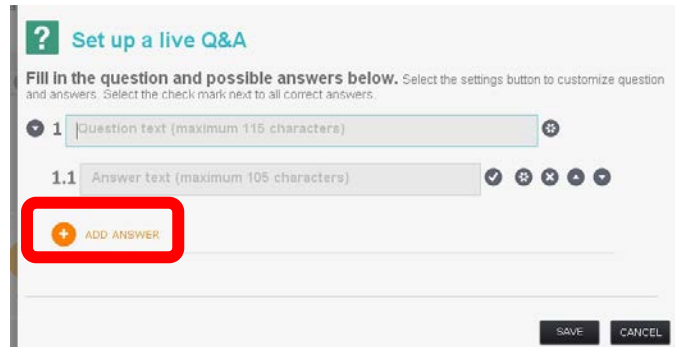 ? Set up a live Q&A
Fill in the question and possible answers below. Select the settings button to customize question
and answers. Select the check mark next to all correct answers.
1 Question text (maximum 115 characters)
1.1 Answer text (maximum 105 characters)
+ ADD ANSWER
SAVE CANCEL